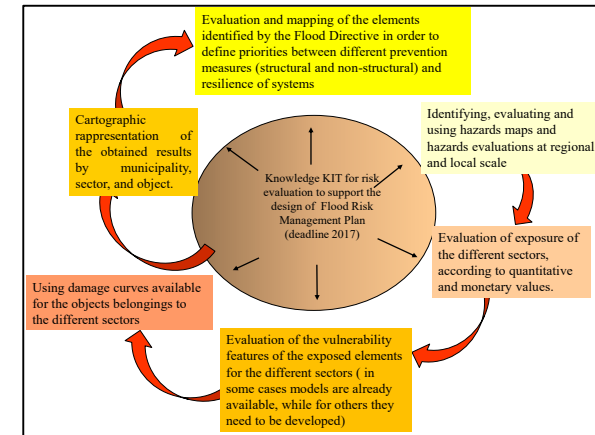 Evaluation and mapping of the elements
identified by the Flood Directive in order to
define priorities between different prevention
measures (structural and non-structural) and
resilience of systems
Cartographic
rappresentation of
the obtained results
by municipality,
sector, and object.
Identifying, evaluating and
using hazards maps and
hazards evaluations at regional
and local scale
Knowledge KIT for risk
evaluation to support the
design of Flood Risk
Management Plan
(deadline 2017)
Evaluation of exposure of
the different sectors,
according to quantitative
and monetary values.
Using damage curves available
for the objects belongings to
the different sectors
Evaluation of the vulnerability
features of the exposed elements
for the different sectors ( in
some cases models are already
available, while for others they
need to be developed)